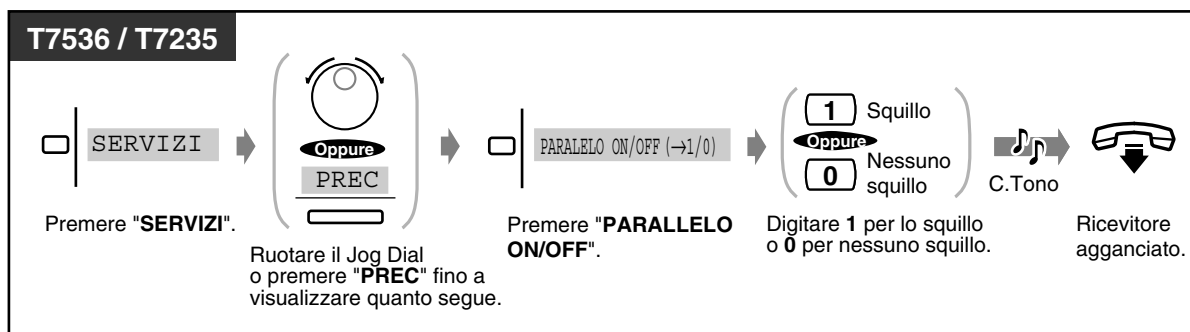 T7536 / T7235
SERVIZI
Premere "SERVIZI".
Oppure
PREC
Ruotare il Jog Dial
o premere "PREC" fino a
visualizzare quanto segue.
PARALELO ON/OFF (→1/0)
Premere "PARALLELO
ON/OFF".
1 Squillo
Oppure
0 Nessuno
squillo
Digitare 1 per lo squillo
o 0 per nessuno squillo.
C.Tono
Ricevitore
agganciato.